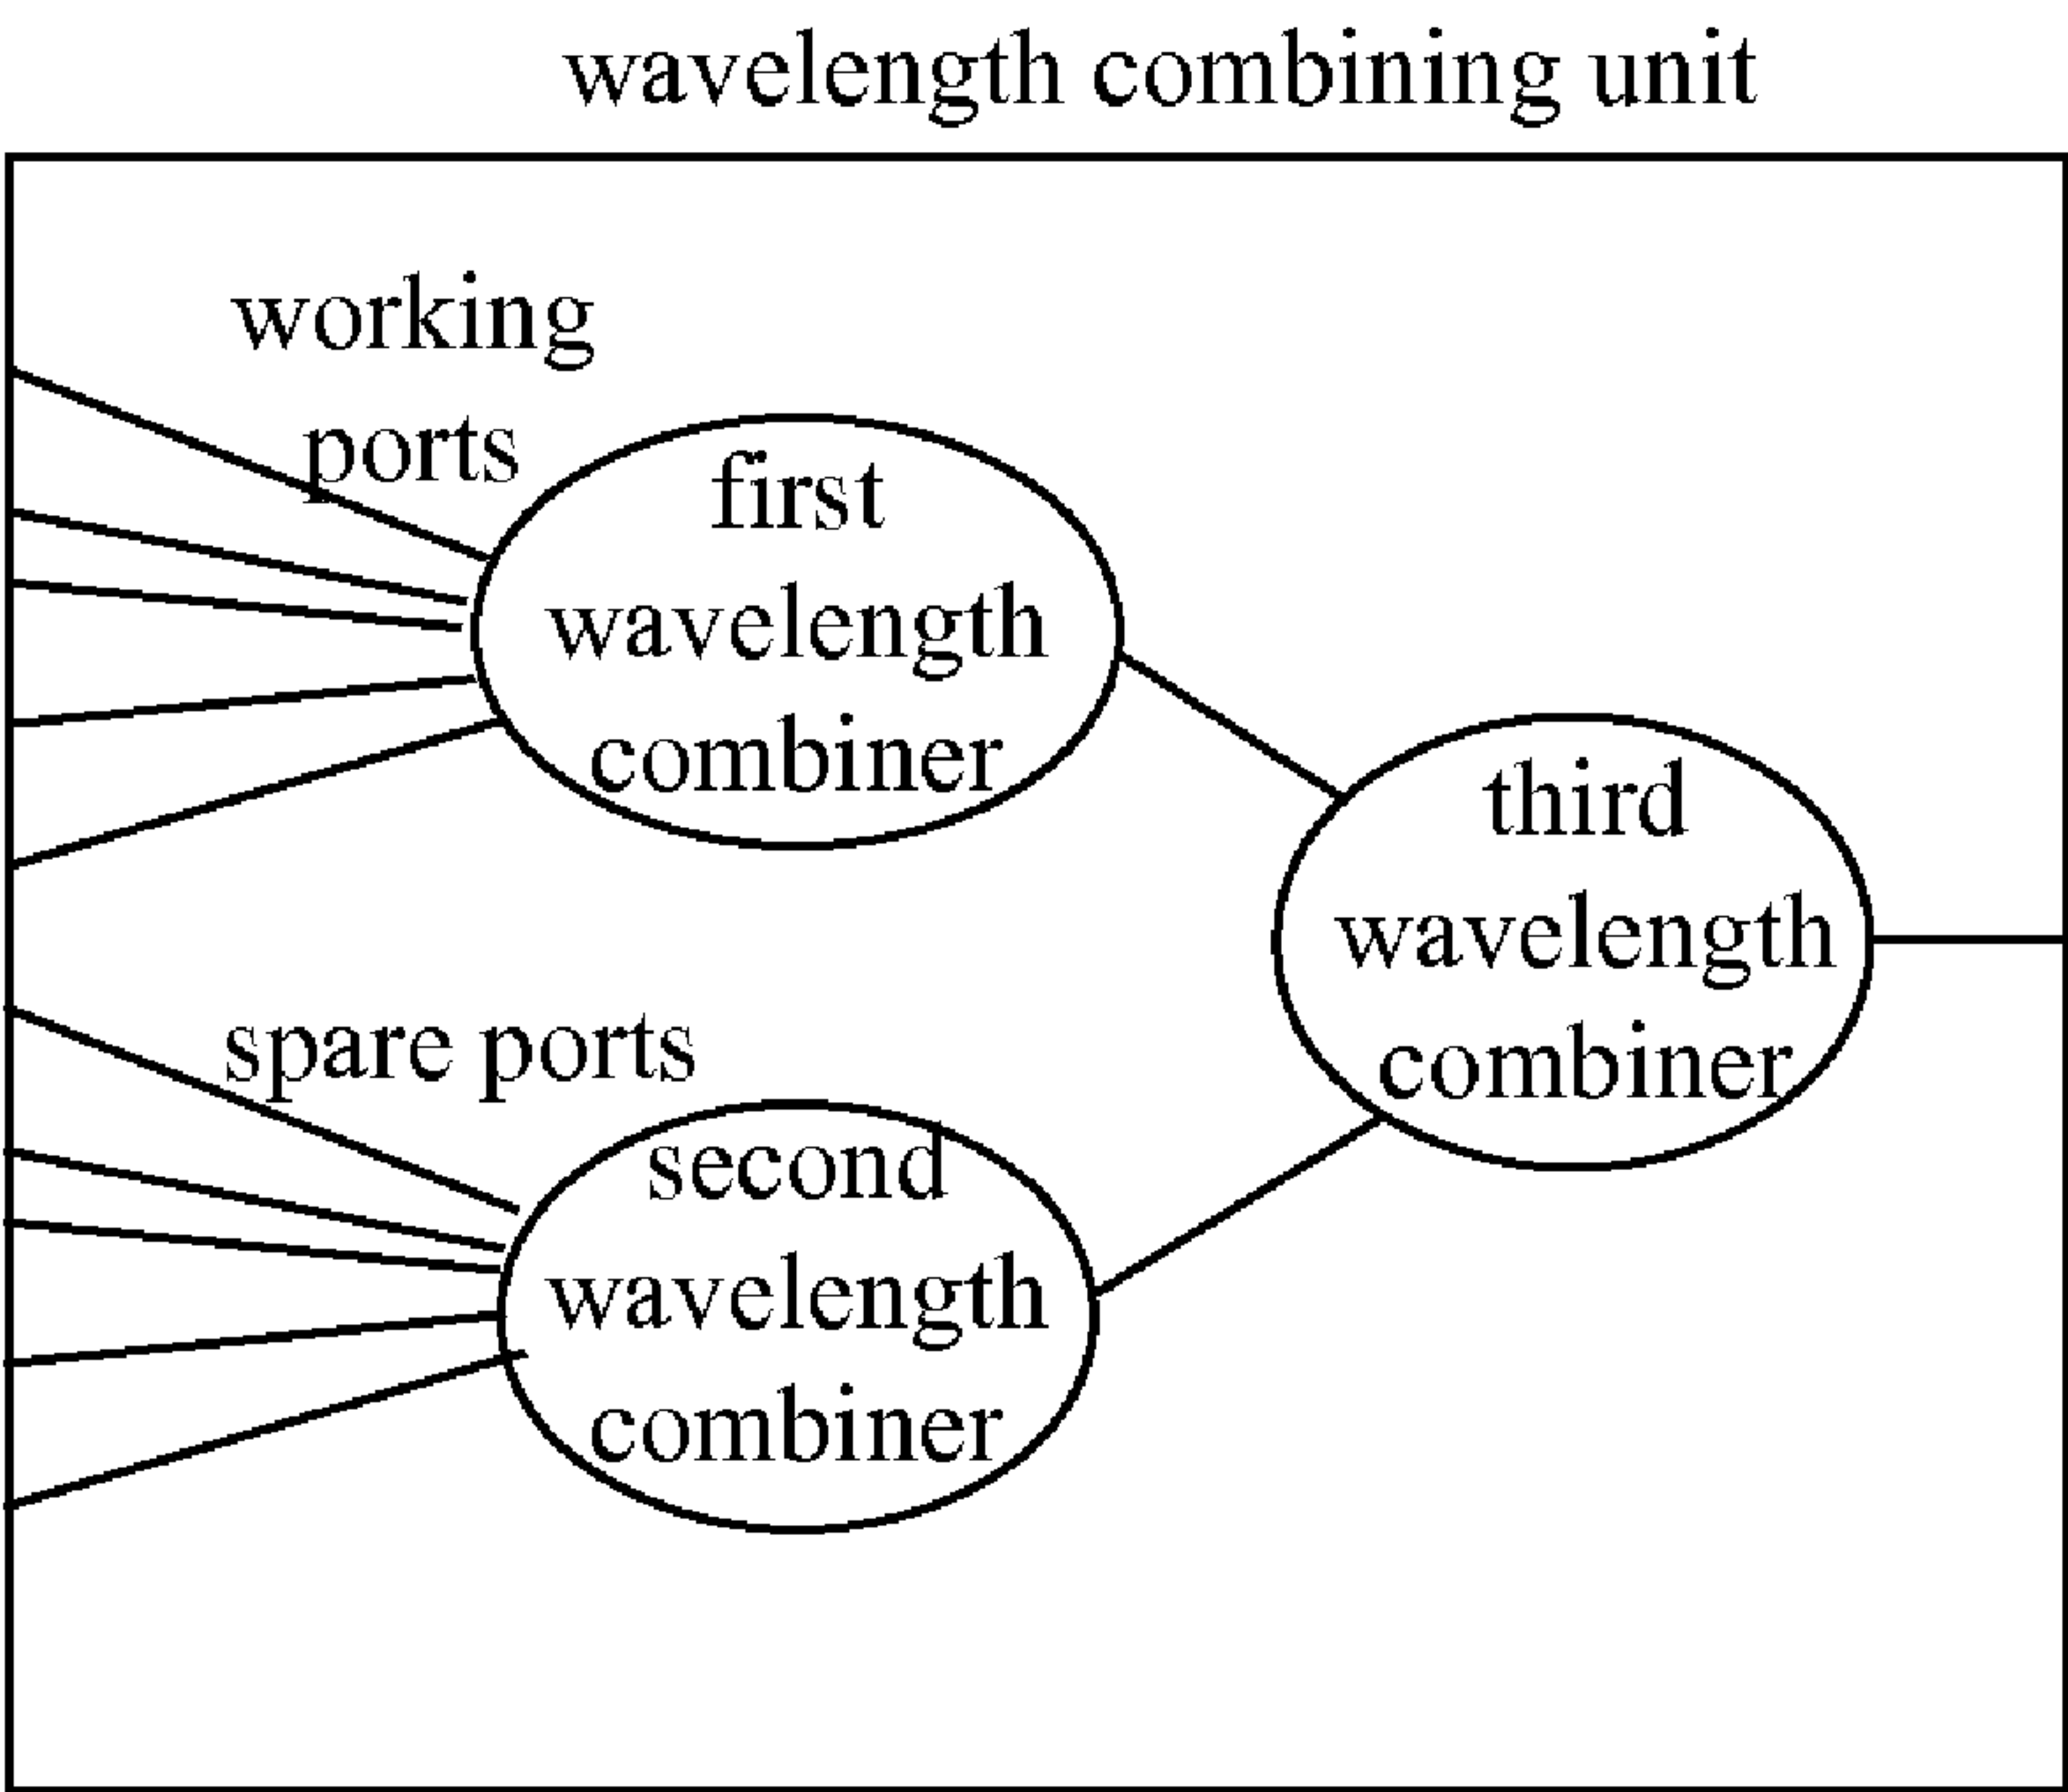 wavelength combining unit
working
ports
first
wavelength
combiner
third
wavelength
combiner
spare ports
second
wavelength
combiner